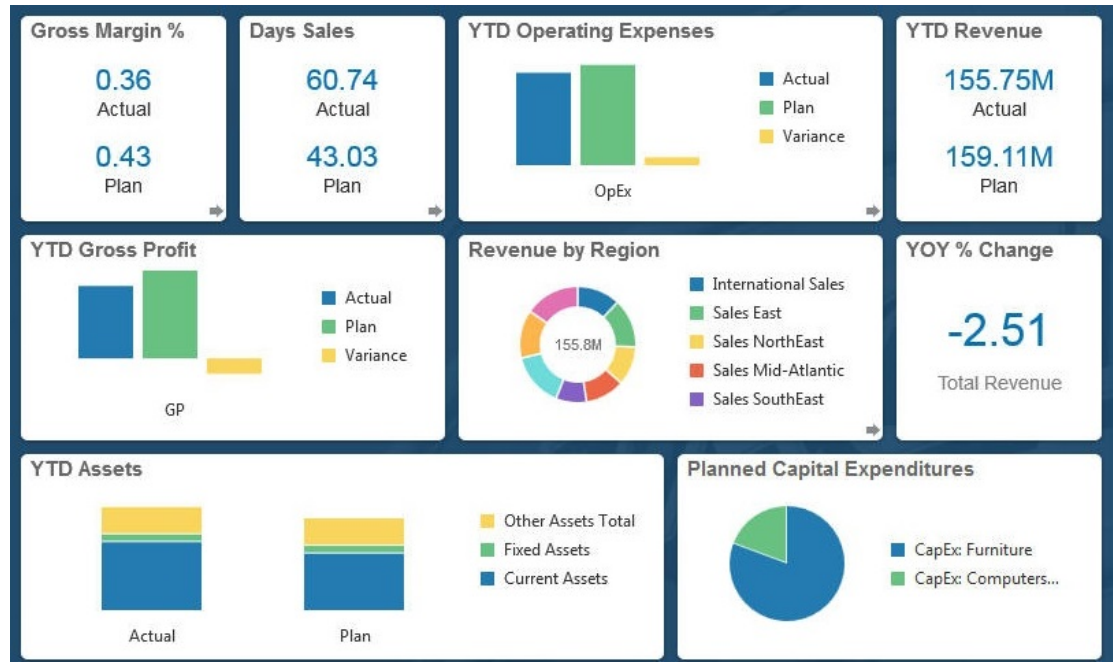 Gross Margin %
0.36
Actual
0.43
Plan
Days Sales
60.74
Actual
43.03
Plan
YTD Operating Expenses
Actual
Plan
Variance
OpEx
YTD Revenue
155.75M
Actual
159.11M
Plan
YTD Gross Profit
Actual
Plan
Variance
GP
Revenue by Region
155.8M
International Sales
Sales East
Sales NorthEast
Sales Mid-Atlantic
Sales SouthEast
YOY % Change
-2.51
Total Revenue
YTD Assets
Other Assets Total
Fixed Assets
Current Assets
Actual
Plan
Planned Capital Expenditures
CapEx: Furniture
CapEx: Computers...